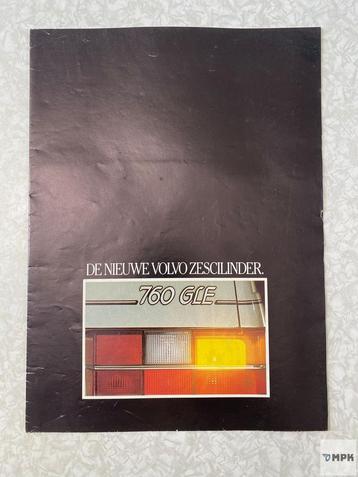 DE NIEUWE VOLVO ZESCILINDER.
760 GLE
MPK